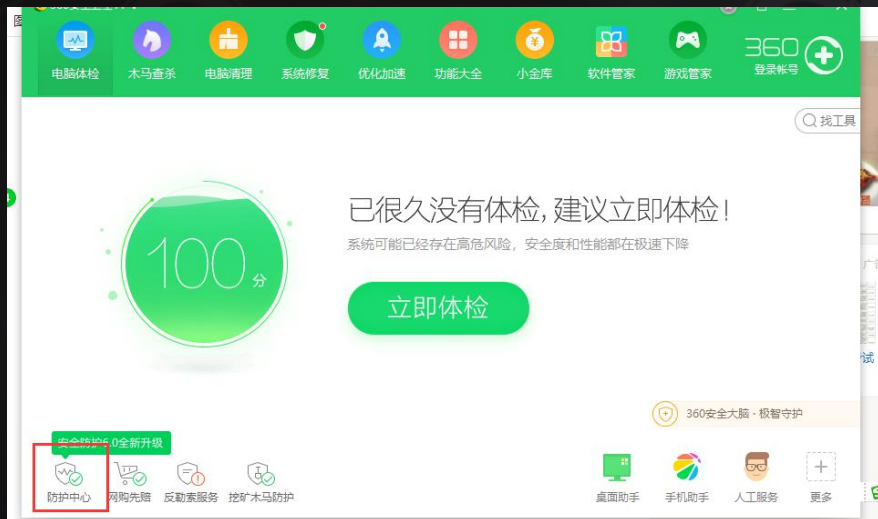 电脑体检
木马查杀
电脑清理
系统修复
优化加速
功能大全
小金库
软件管家
游戏管家
360
登录帐号
找工具
已很久没有体检，建议立即体检！
系统可能已经存在高危风险，安全度和性能都在极速下降
100分
立即体检
360安全大脑 · 极智守护
安全防护6.0全新升级
防护中心
网购先赔
反勒索服务
挖矿木马防护
桌面助手
手机助手
人工服务
更多
试